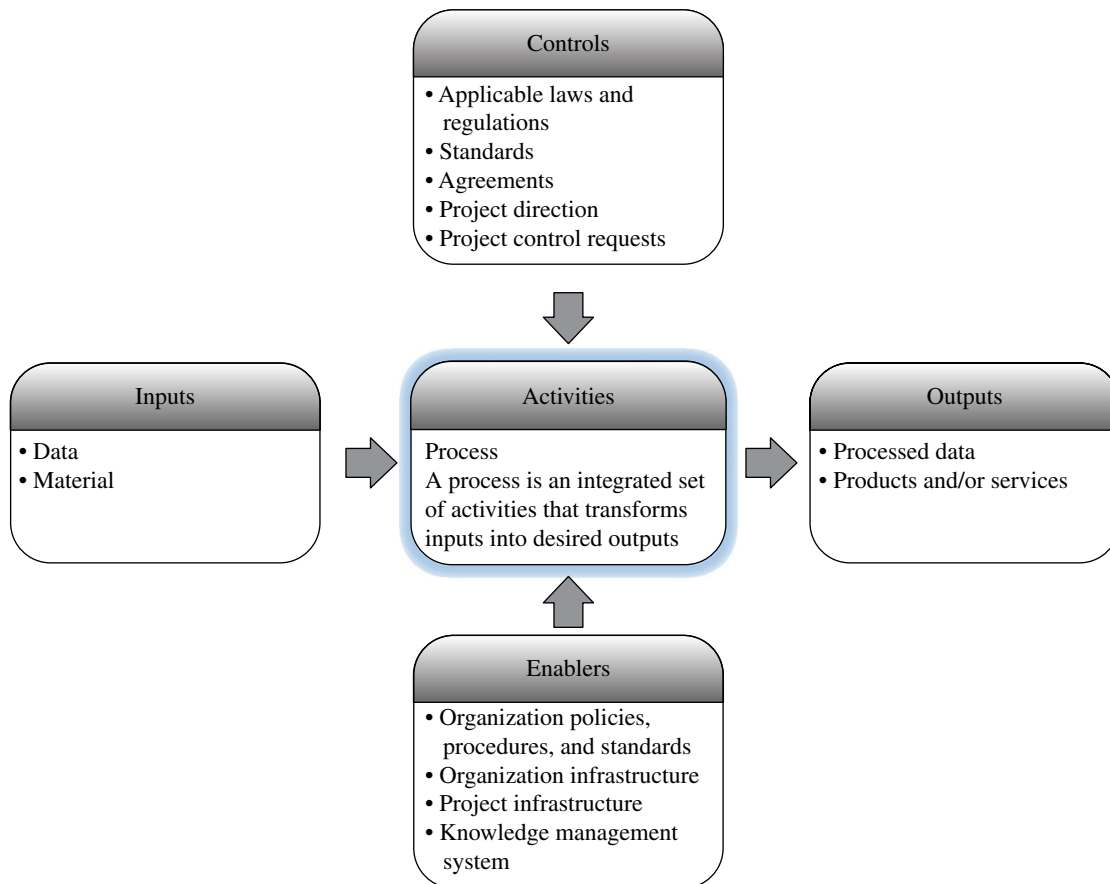 Controls
• Applicable laws and
regulations
• Standards
• Agreements
• Project direction
• Project control requests
Inputs
• Data
• Material
Activities
Process
A process is an integrated set
of activities that transforms
inputs into desired outputs
Outputs
• Processed data
• Products and/or services
Enablers
• Organization policies,
procedures, and standards
• Organization infrastructure
• Project infrastructure
• Knowledge management
system